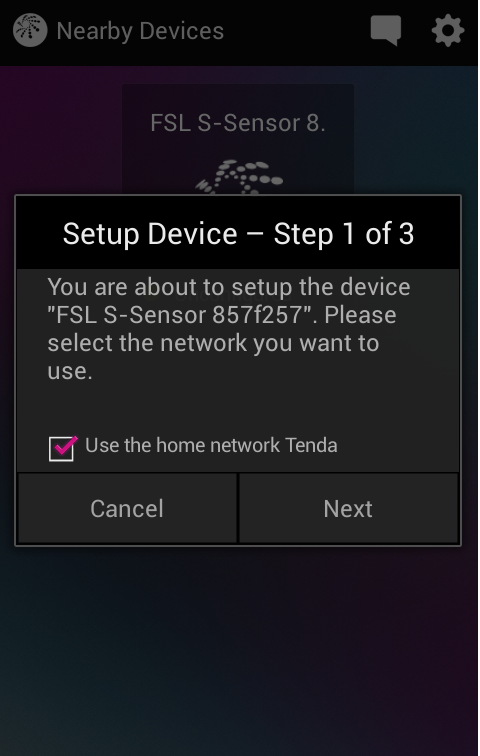 Nearby Devices
FSL S-Sensor 8.
Setup Device – Step 1 of 3
You are about to setup the device
"FSL S-Sensor 857f257". Please
select the network you want to
use.
Use the home network Tenda
Cancel
Next